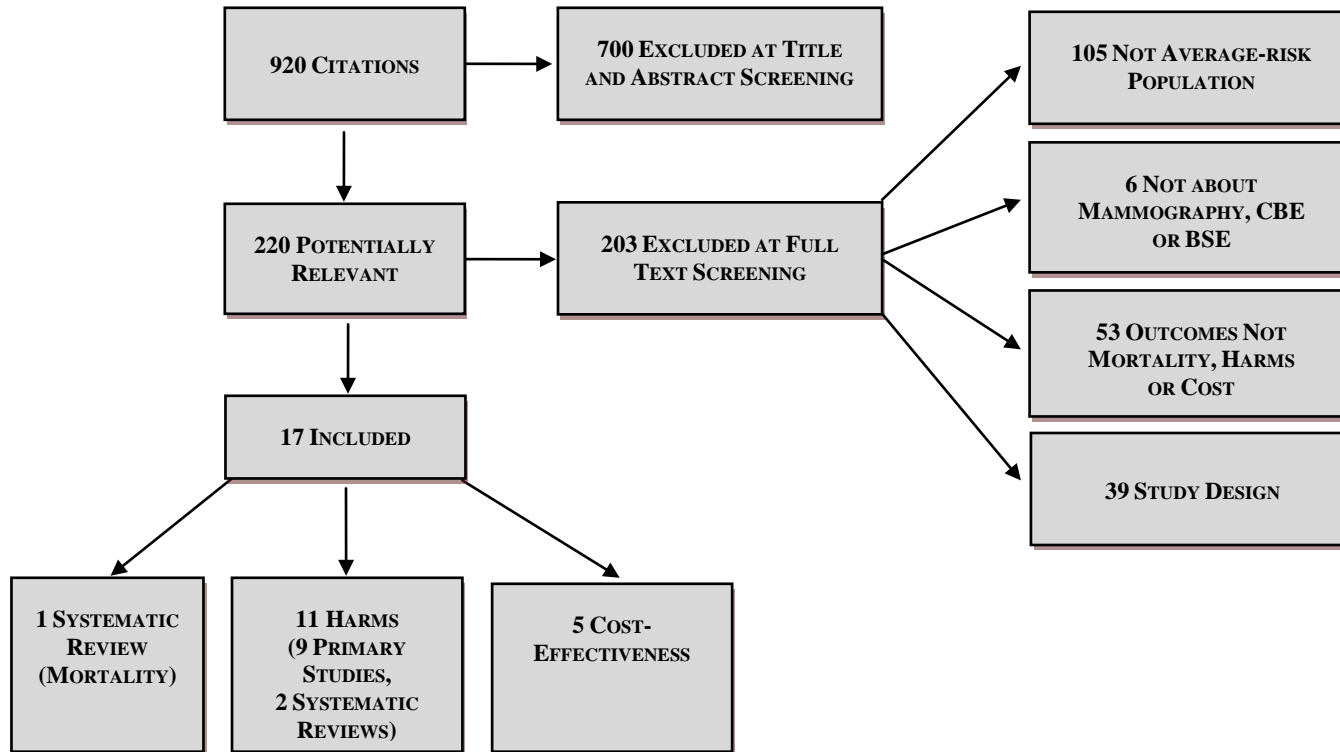 920 CITATIONS
700 EXCLUDED AT TITLE
AND ABSTRACT SCREENING
105 NOT AVERAGE-RISK
POPULATION
6 NOT ABOUT
MAMMOGRAPHY, CBE
OR BSE
220 POTENTIALLY
RELEVANT
203 EXCLUDED AT FULL
TEXT SCREENING
53 OUTCOMES NOT
MORTALITY, HARMS
OR COST
17 INCLUDED
39 STUDY DESIGN
1 SYSTEMATIC
REVIEW
(MORTALITY)
11 HARMS
(9 PRIMARY
STUDIES,
2 SYSTEMATIC
REVIEWS)
5 COST-
EFFECTIVENESS